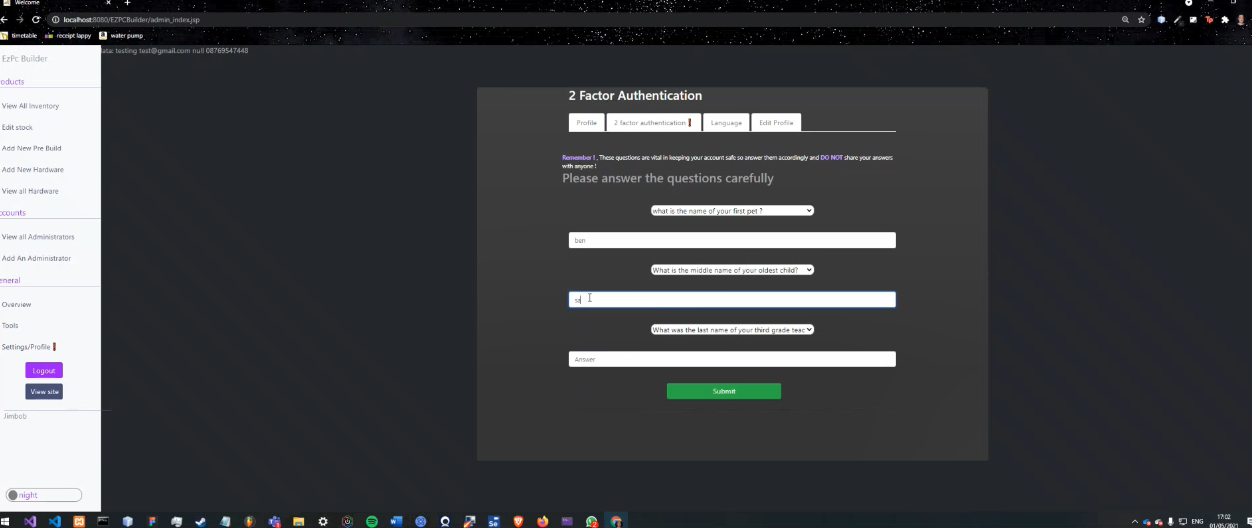 Welcome
localhost:8080/EZPCBuilder/admin_index.jsp
timetable receipt lappy water pump
data: testing test@gmail.com null 08769547448
EzPc Builder
oducts
View All Inventory
Edit stock
Add New Pre Build
Add New Hardware
View all Hardware
ccounts
View all Administrators
Add An Administrator
eneral
Overview
Tools
Settings/Profile
Logout
View site
Jimbob
night
2 Factor Authentication
Profile 2 factor authentication Language Edit Profile
Remember ! , These questions are vital in keeping your account safe so answer them accordingly and DO NOT share your answers
with anyone !
Please answer the questions carefully
what is the name of your first pet ?
ben
What is the middle name of your oldest child?
What was the last name of your third grade teac
Answer
Submit
ENG
17:02